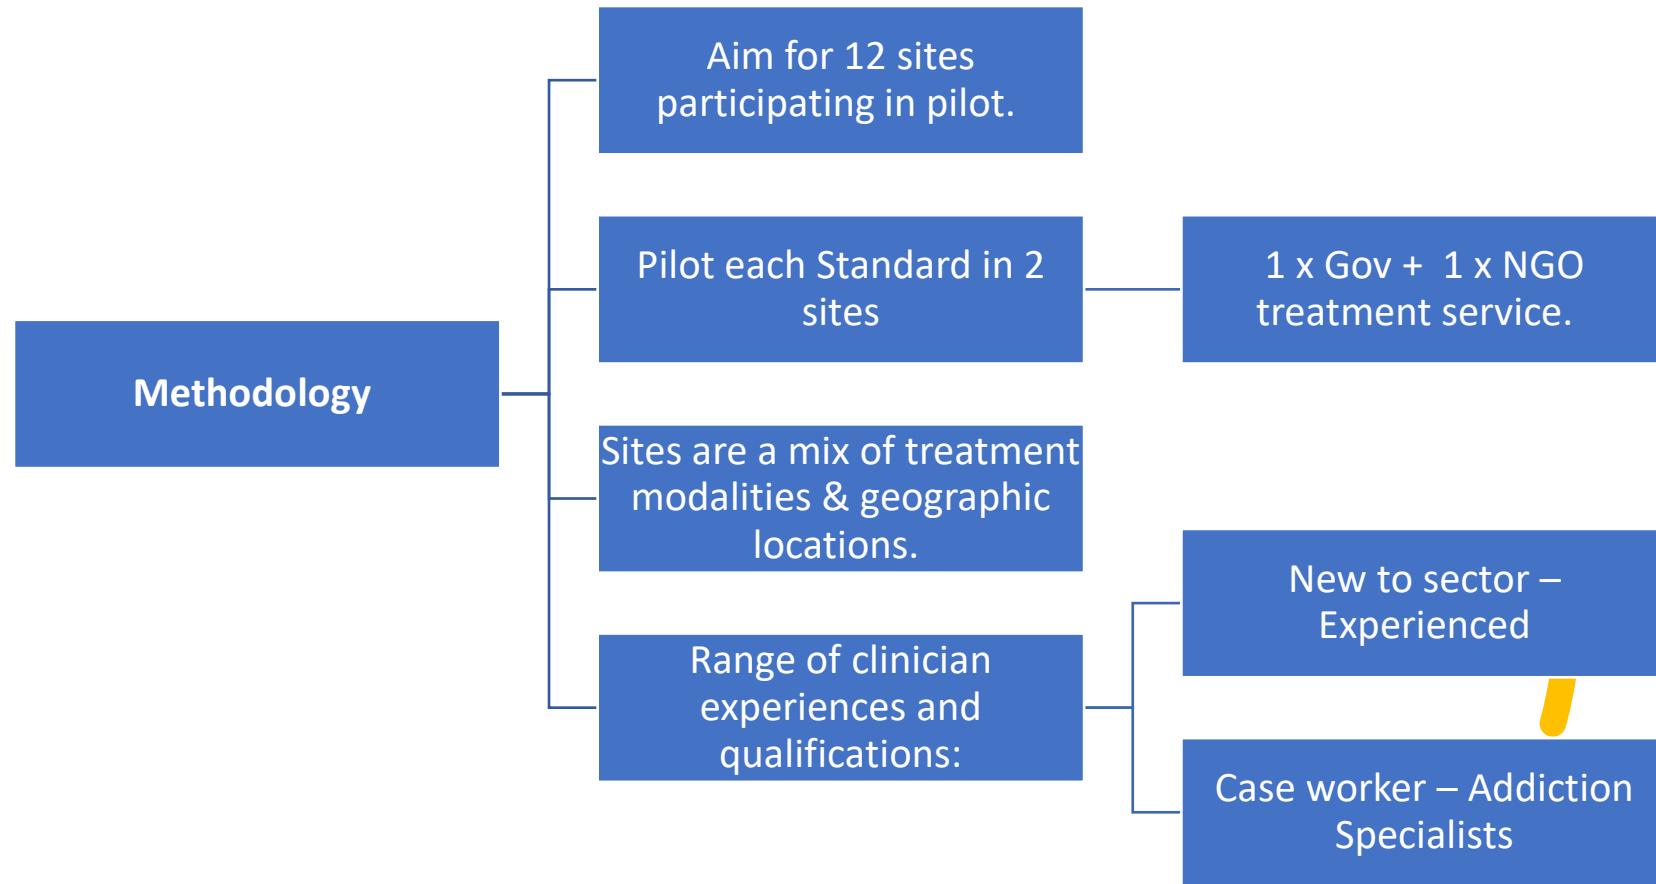 Methodology
Aim for 12 sites
participating in pilot.
Pilot each Standard in 2
sites
1 x Gov + 1 x NGO
treatment service.
Sites are a mix of treatment
modalities & geographic
locations.
Range of clinician
experiences and
qualifications:
New to sector –
Experienced
Case worker – Addiction
Specialists